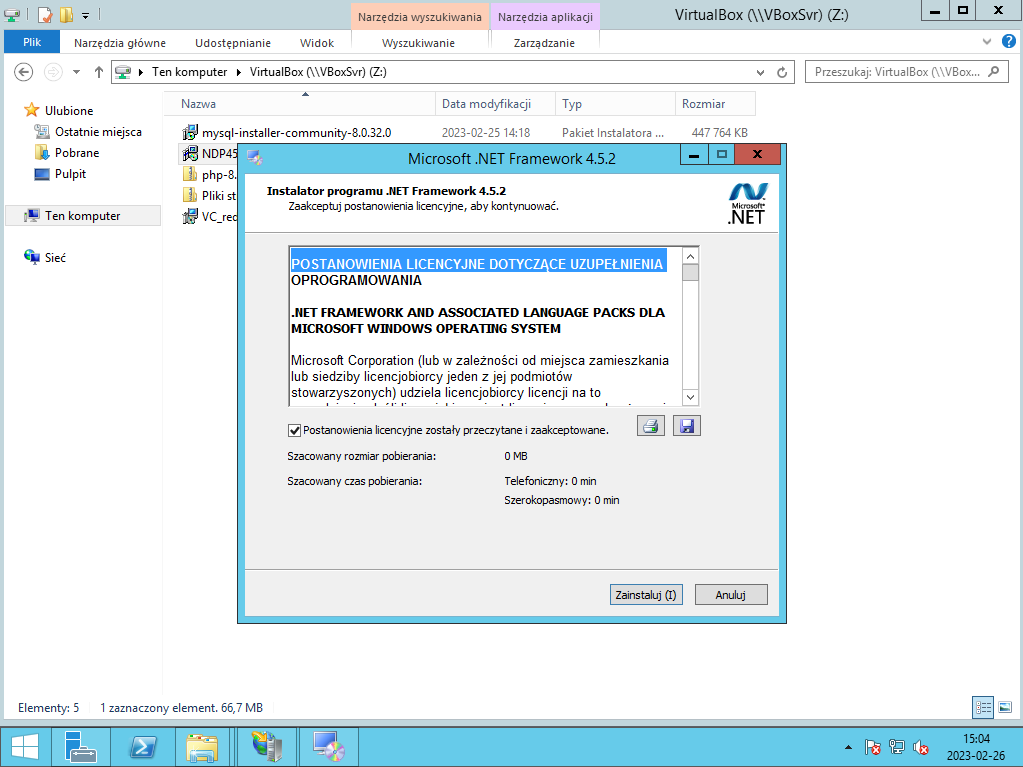 Narzędzia wyszukiwania
Narzędzia aplikacji
VirtualBox (\\VBoxSvr) (Z:)
Plik
Narzędzia główne
Udostępnianie
Widok
Wyszukiwanie
Zarządzanie
Ten komputer
VirtualBox (\\VBoxSvr) (Z:)
Przeszukaj: VirtualBox (\\VBox...
Ulubione
Ostatnie miejsca
Pobrane
Pulpit
Ten komputer
Sieć
Nazwa
Data modyfikacji
Typ
Rozmiar
mysql-installer-community-8.0.32.0
2023-02-25 14:18
Pakiet Instalatora ...
447 764 KB
NDP45
php-8.
Pliki st
VC_red
Microsoft .NET Framework 4.5.2
Instalator programu .NET Framework 4.5.2
Zaakceptuj postanowienia licencyjne, aby kontynuować.
Microsoft
.NET
POSTANOWIENIA LICENCYJNE DOTYCZĄCE UZUPEŁNIENIA
OPROGRAMOWANIA
.NET FRAMEWORK AND ASSOCIATED LANGUAGE PACKS DLA
MICROSOFT WINDOWS OPERATING SYSTEM
Microsoft Corporation (lub w zależności od miejsca zamieszkania
lub siedziby licencjobiorcy jeden z jej podmiotów
stowarzyszonych) udziela licencjobiorcy licencji na to
Postanowienia licencyjne zostały przeczytane i zaakceptowane.
Szacowany rozmiar pobierania:
0 MB
Szacowany czas pobierania:
Telefoniczny: 0 min
Szerokopasmowy: 0 min
Zainstaluj (I)
Anuluj
Elementy: 5
1 zaznaczony element. 66,7 MB
15:04
2023-02-26